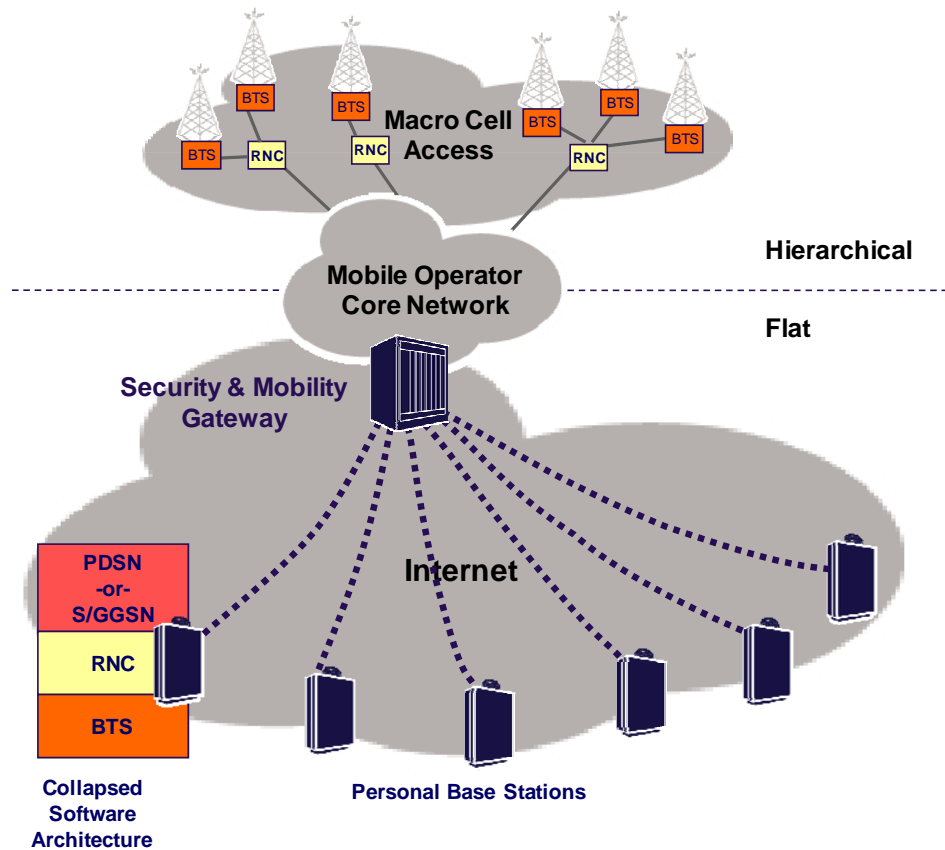 BTS
BTS
BTS
BTS
BTS
BTS
Macro Cell
Access
RNC
RNC
RNC
Hierarchical
Mobile Operator
Core Network
Flat
Security & Mobility
Gateway
Internet
PDSN
-or-
S/GGSN
RNC
BTS
Collapsed
Software
Architecture
Personal Base Stations